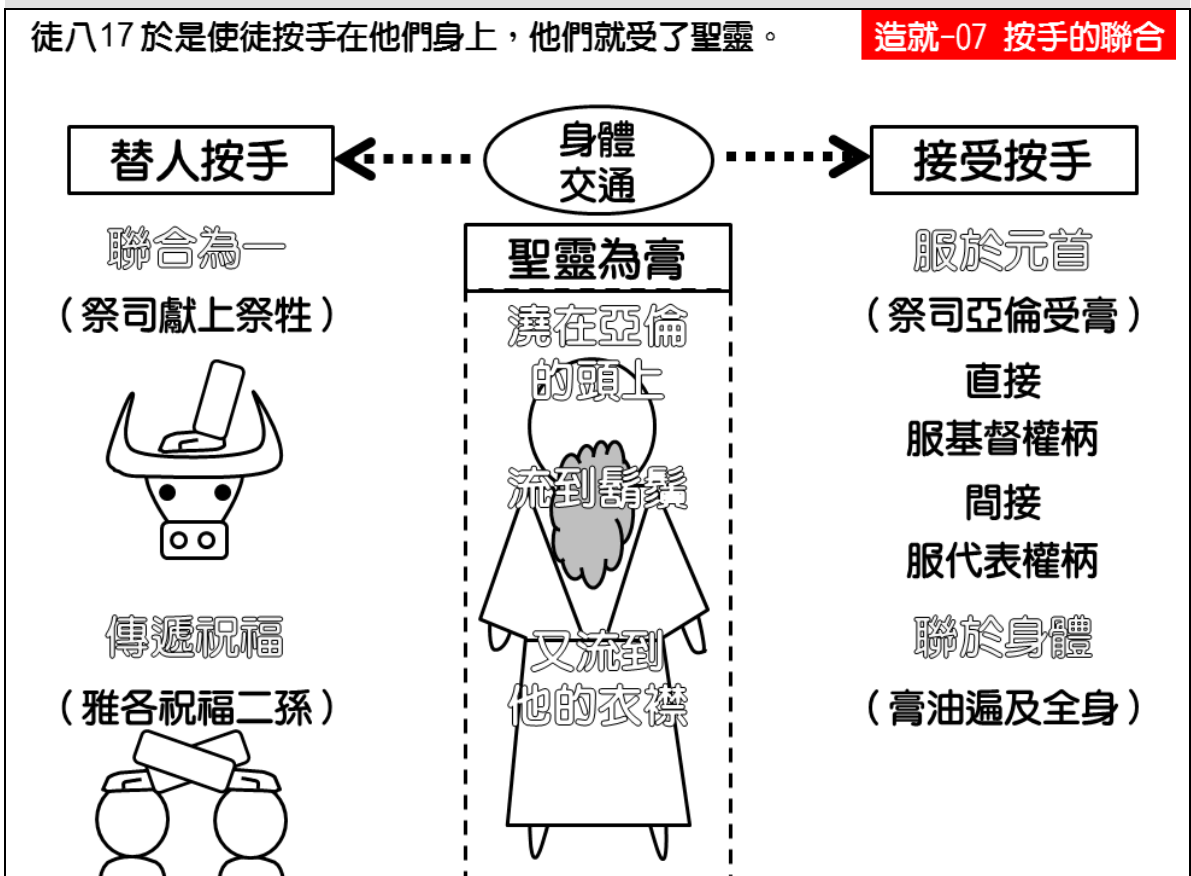 徒八17 於是使徒按手在他們身上，他們就受了聖靈。
造就-07 按手的聯合
替人按手
身體
交通
接受按手
聯合為一
（祭司獻上祭牲）
傳遞祝福
（雅各祝福二孫）
聖靈為膏
澆在亞倫
的頭上
流到鬍鬚
又流到
他的衣襟
服於元首
（祭司亞倫受膏）
直接
服基督權柄
間接
服代表權柄
聯於身體
（膏油遍及全身）